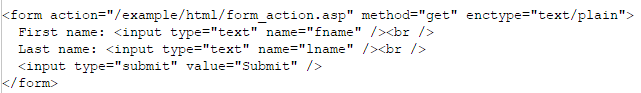 <form action="/example/html/form_action.asp" method="get" enctype="text/plain">
  First name: <input type="text" name="fname" /><br />
  Last name: <input type="text" name="lname" /><br />
  <input type="submit" value="Submit" />
</form>